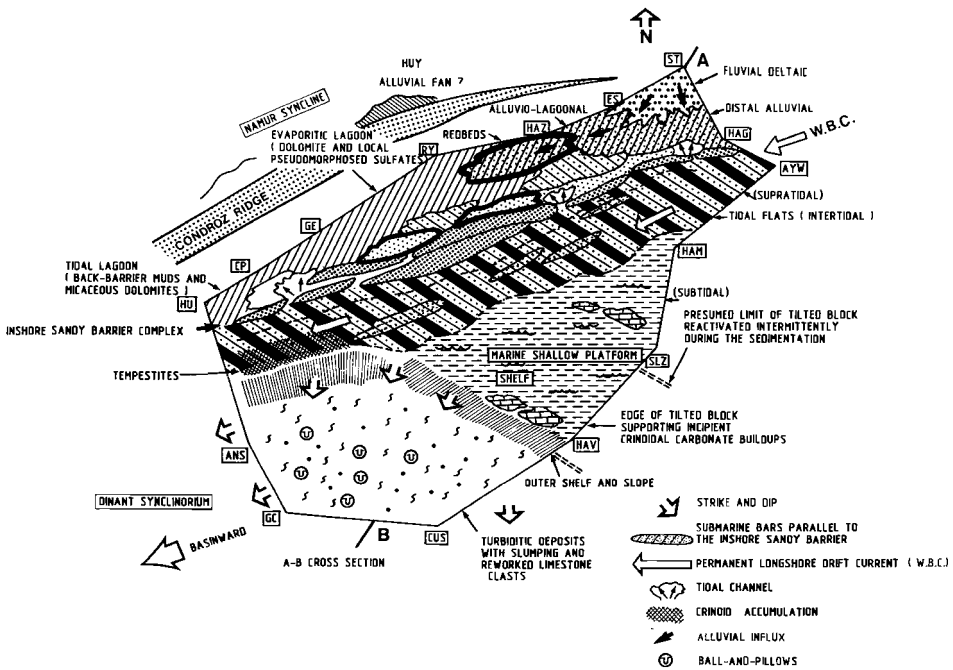 N
HUY
ALLUVIAL FAN ?
ST
A
FLUVIAL DELTAIC
NAMUR SYNCLINE
ES
ALLUVIO-LAGOONAL
DISTAL ALLUVIAL
EVAPORITIC LAGOON
( DOLOMITE AND LOCAL
PSEUDOMORPHOSED SULFATES )
REDBEDS
HAZ
HAG
W.B.C.
RY
AYW
CONDROZ RIDGE
(SUPRATIDAL)
GE
TIDAL FLATS ( INTERTIDAL )
HAM
TIDAL LAGOON
( BACK-BARRIER MUDS AND
MICACEOUS DOLOMITES )
CP
HU
(SUBTIDAL)
INSHORE SANDY BARRIER COMPLEX
PRESUMED LIMIT OF TILTED BLOCK
REACTIVATED INTERMITTENTLY
DURING THE SEDIMENTATION
MARINE SHALLOW PLATFORM
SLZ
TEMPESTITES
SHELF
EDGE OF TILTED BLOCK
SUPPORTING INCIPIENT
CRINOIDAL CARBONATE BUILDUPS
HAV
ANS
OUTER SHELF AND SLOPE
DINANT SYNCLINORIUM
GC
B
CUS
BASINWARD
A-B CROSS SECTION
TURBIDITIC DEPOSITS
WITH SLUMPING AND
REWORKED LIMESTONE
CLASTS
STRIKE AND DIP
SUBMARINE BARS PARALLEL TO
THE INSHORE SANDY BARRIER
PERMANENT LONGSHORE DRIFT CURRENT ( W.B.C.)
TIDAL CHANNEL
CRINOID ACCUMULATION
ALLUVIAL INFLUX
BALL-AND-PILLOWS